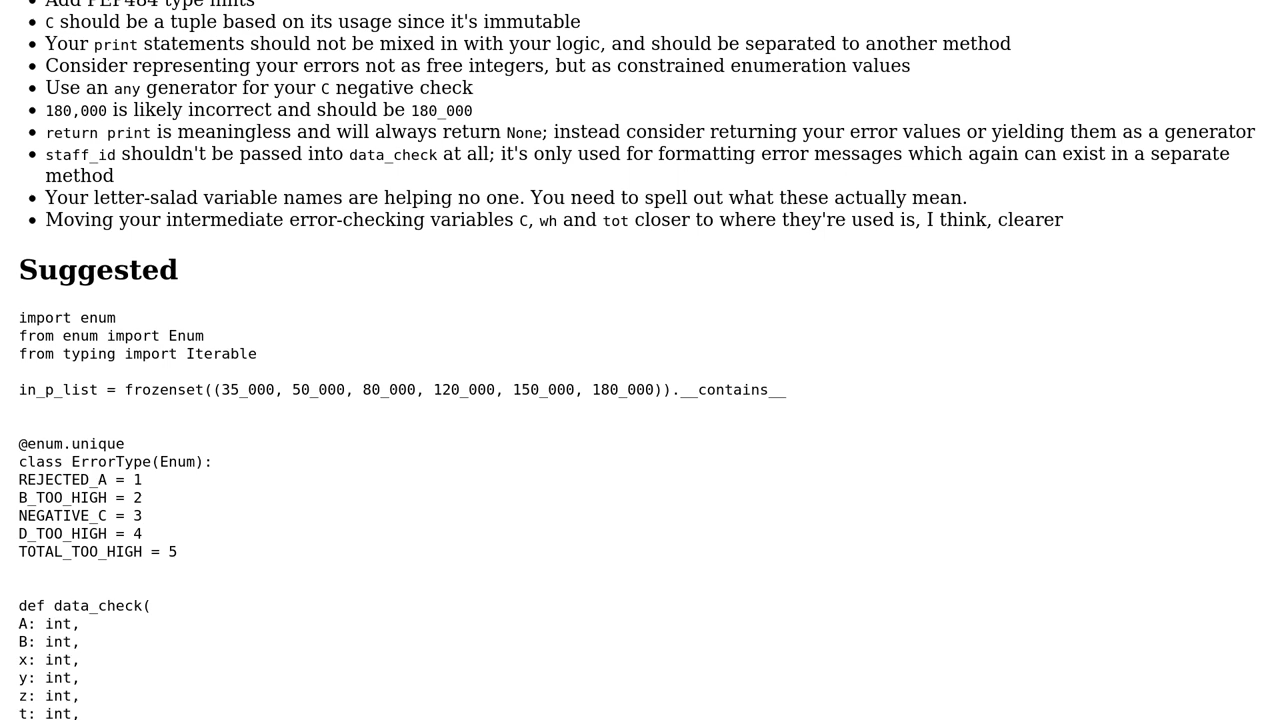 Add PEP484 type hints
C should be a tuple based on its usage since it's immutable
Your print statements should not be mixed in with your logic, and should be separated to another method
Consider representing your errors not as free integers, but as constrained enumeration values
Use an any generator for your C negative check
180,000 is likely incorrect and should be 180_000
return print is meaningless and will always return None; instead consider returning your error values or yielding them as a generator
staff_id shouldn't be passed into data_check at all; it's only used for formatting error messages which again can exist in a separate
method
Your letter-salad variable names are helping no one. You need to spell out what these actually mean.
Moving your intermediate error-checking variables C, wh and tot closer to where they're used is, I think, clearer
Suggested
import enum
from enum import Enum
from typing import Iterable
in_p_list = frozenset((35_000, 50_000, 80_000, 120_000, 150_000, 180_000)).__contains__
@enum.unique
class ErrorType(Enum):
REJECTED_A = 1
B_TOO_HIGH = 2
NEGATIVE_C = 3
D_TOO_HIGH = 4
TOTAL_TOO_HIGH = 5
def data_check(
A: int,
B: int,
x: int,
y: int,
z: int,
t: int,